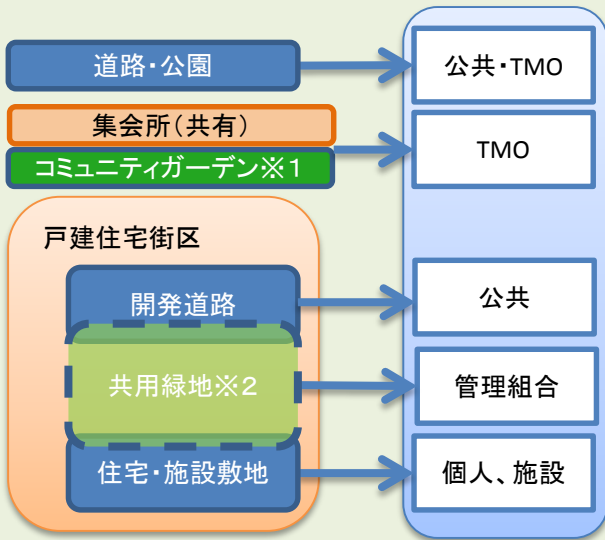 道路・公園
公共・TMO
集会所(共有)
コミュニティガーデン※1
TMO
戸建住宅街区
開発道路
公共
共用緑地※2
管理組合
住宅・施設敷地
個人、施設